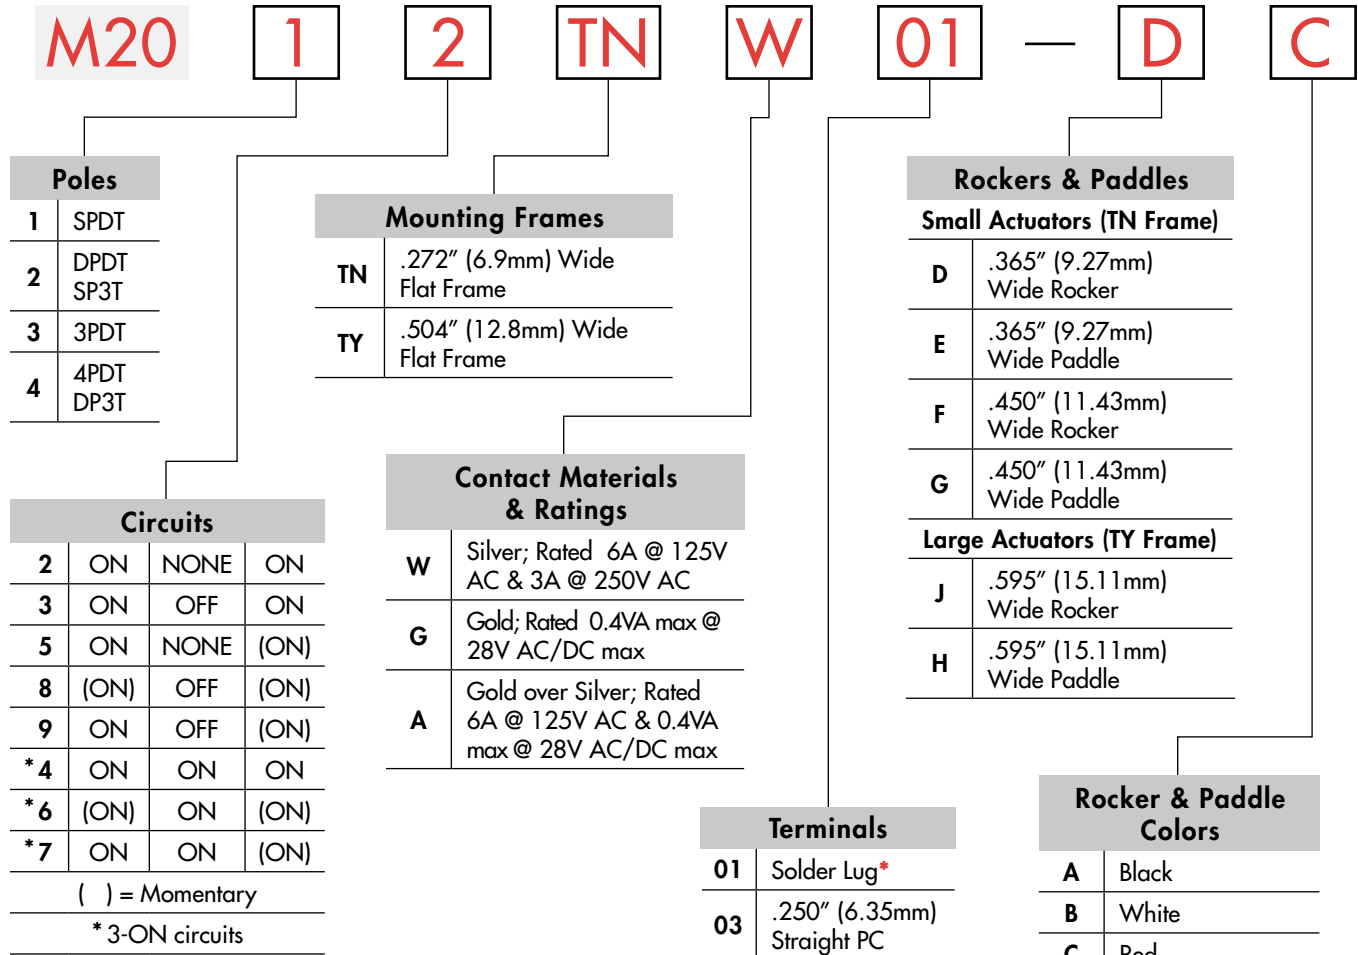 M20 1 2 TN W 01 — D C
Poles
1 SPDT
2 DPDT
SP3T
3 3PDT
4 4PDT
DP3T
Circuits
2 ON NONE ON
3 ON OFF ON
5 ON NONE (ON)
8 (ON) OFF (ON)
9 ON OFF (ON)
*4 ON ON ON
*6 (ON) ON (ON)
*7 ON ON (ON)
( ) = Momentary
* 3-ON circuits
Mounting Frames
TN .272″ (6.9mm) Wide
Flat Frame
TY .504″ (12.8mm) Wide
Flat Frame
Contact Materials
& Ratings
W Silver; Rated 6A @ 125V
AC & 3A @ 250V AC
G Gold; Rated 0.4VA max @
28V AC/DC max
A Gold over Silver; Rated
6A @ 125V AC & 0.4VA
max @ 28V AC/DC max
Terminals
01 Solder Lug*
03 .250″ (6.35mm)
Straight PC
Rockers & Paddles
Small Actuators (TN Frame)
D .365″ (9.27mm)
Wide Rocker
E .365″ (9.27mm)
Wide Paddle
F .450″ (11.43mm)
Wide Rocker
G .450″ (11.43mm)
Wide Paddle
Large Actuators (TY Frame)
J .595″ (15.11mm)
Wide Rocker
H .595″ (15.11mm)
Wide Paddle
Rocker & Paddle
Colors
A Black
B White
C Red